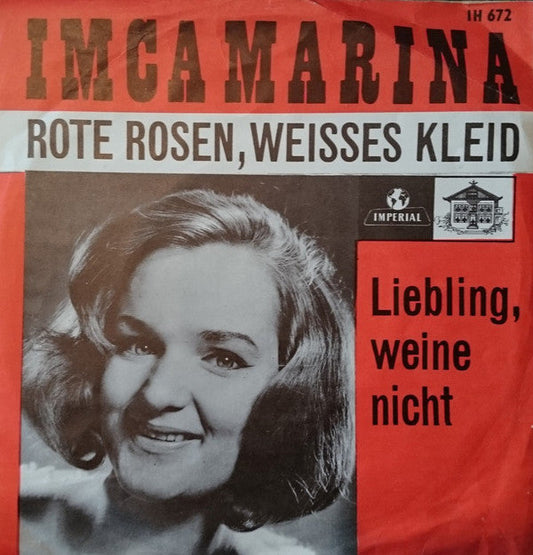 IH 672
IMCA MARINA
ROTE ROSEN, WEISSES KLEID
IMPERIAL
Liebling,
weine
nicht